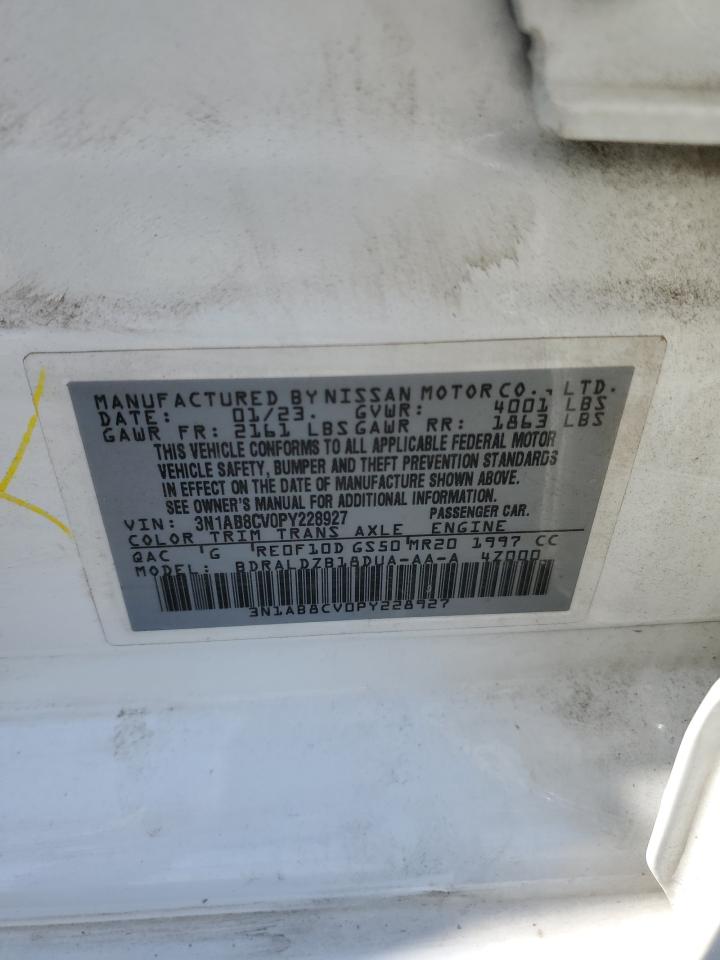 MANUFACTURED BY NISSAN MOTOR CO., LTD.
DATE: 01/23. GVWR: 4001 LBS
GAWR FR: 2161 LBS GAWR RR: 1863 LBS
THIS VEHICLE CONFORMS TO ALL APPLICABLE FEDERAL MOTOR
VEHICLE SAFETY, BUMPER AND THEFT PREVENTION STANDARDS
IN EFFECT ON THE DATE OF MANUFACTURE SHOWN ABOVE.
SEE OWNER'S MANUAL FOR ADDITIONAL INFORMATION.
VIN: 3N1AB8CV0PY228927 PASSENGER CAR.
COLOR TRIM TRANS AXLE ENGINE
QAC G RE0F10D GS50 MR20 1997 CC
MODEL: BDRALDZB18DUA-AA-A 4Z000
3N1AB8CV0PY228927